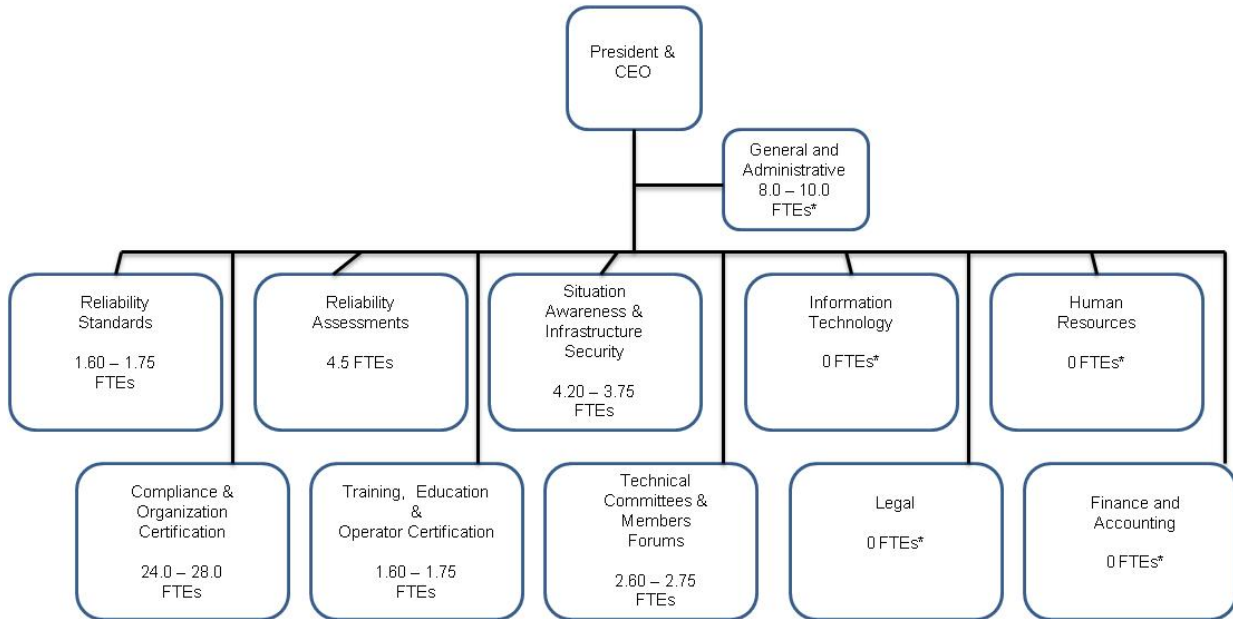 President &
CEO
General and
Administrative
8.0 – 10.0
FTEs*
Reliability
Standards
1.60 – 1.75
FTEs
Reliability
Assessments
4.5 FTEs
Situation
Awareness &
Infrastructure
Security
4.20 – 3.75
FTEs
Information
Technology
0 FTEs*
Human
Resources
0 FTEs*
Compliance &
Organization
Certification
24.0 – 28.0
FTEs
Training, Education
&
Operator Certification
1.60 – 1.75
FTEs
Technical
Committees &
Members
Forums
2.60 – 2.75
FTEs
Legal
0 FTEs*
Finance and
Accounting
0 FTEs*